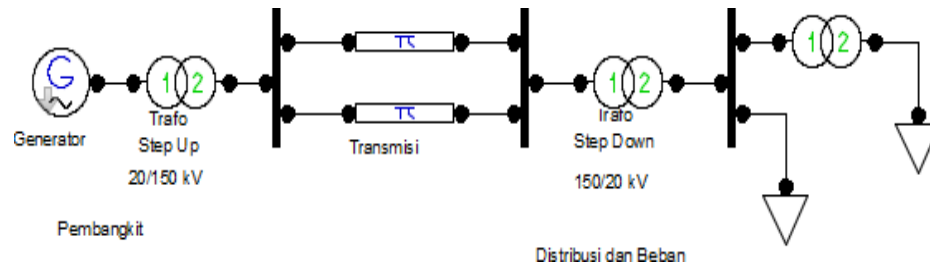 G
1 2
π
π
1 2
1 2
Generator
Trafo
Step Up
20/150 kV
Transmisi
Trafo
Step Down
150/20 kV
Pembangkit
Distribusi dan Beban